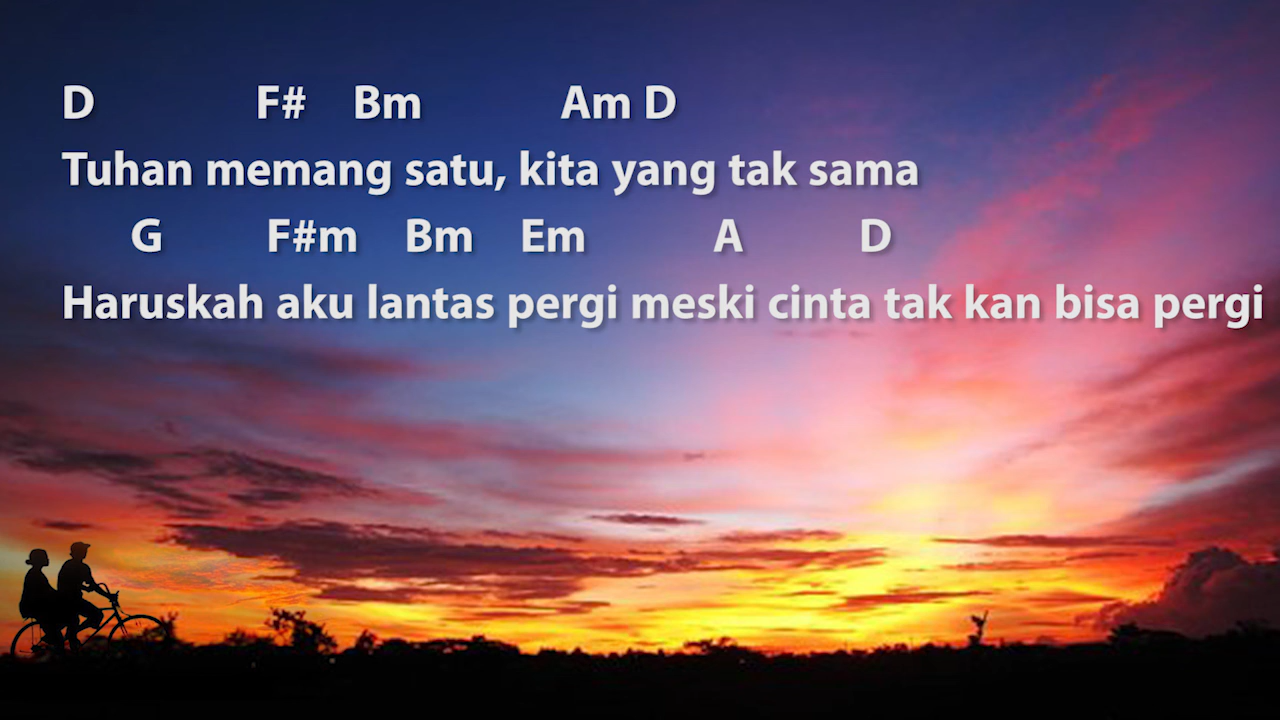 D F# Bm Am D
Tuhan memang satu, kita yang tak sama
G F#m Bm Em A D
Haruskah aku lantas pergi meski cinta tak kan bisa pergi